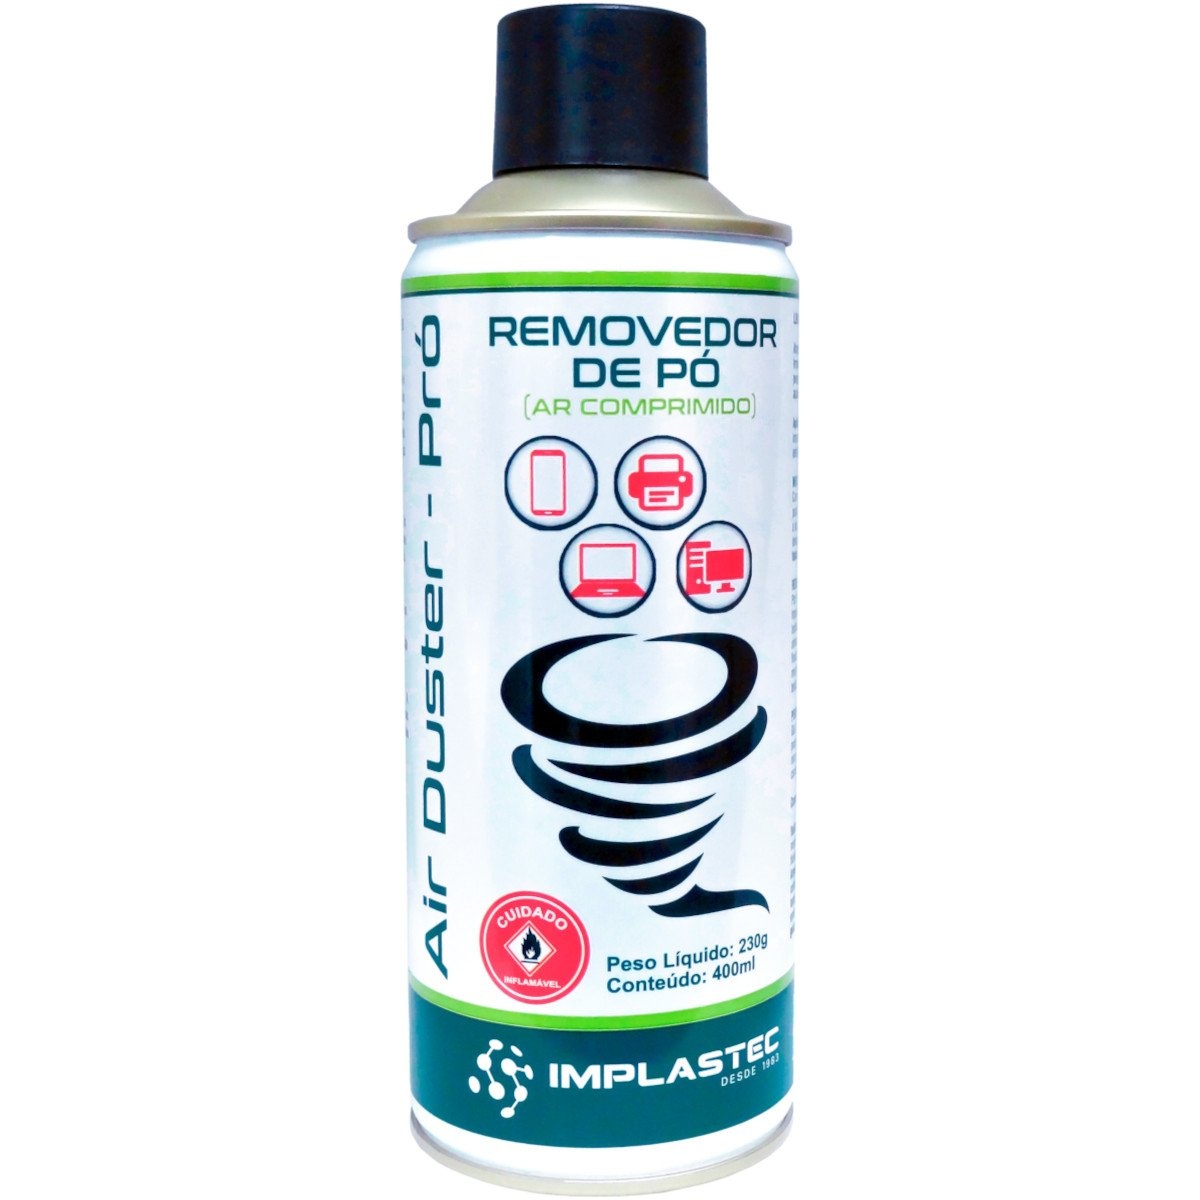 REMOVEDOR
DE PÓ
(AR COMPRIMIDO)
Air Duster - Pró
CUIDADO
INFLAMÁVEL
Peso Líquido: 230g
Conteúdo: 400ml
IMPLASTEC
DESDE 1983